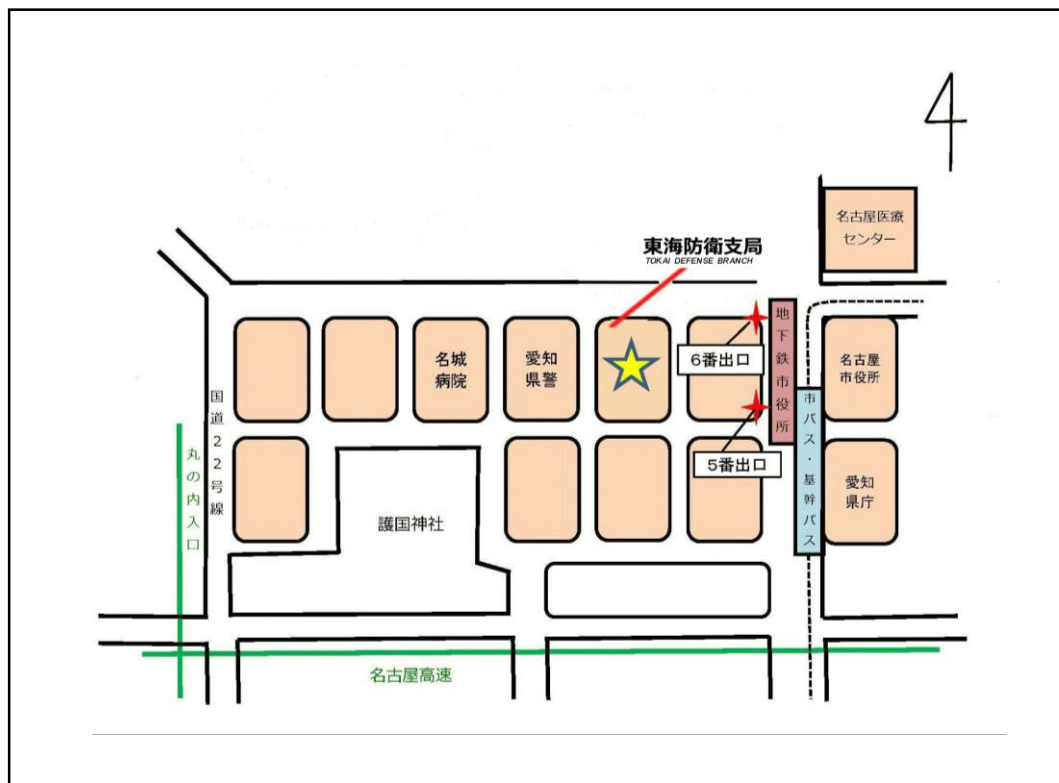 名古屋医療
センター
東海防衛支局
TOKAI DEFENSE BRANCH
地下鉄市役所
6番出口
名城
病院
愛知
県警
名古屋
市役所
国道22号線
市バス・基幹バス
丸の内入口
5番出口
愛知
県庁
護国神社
名古屋高速